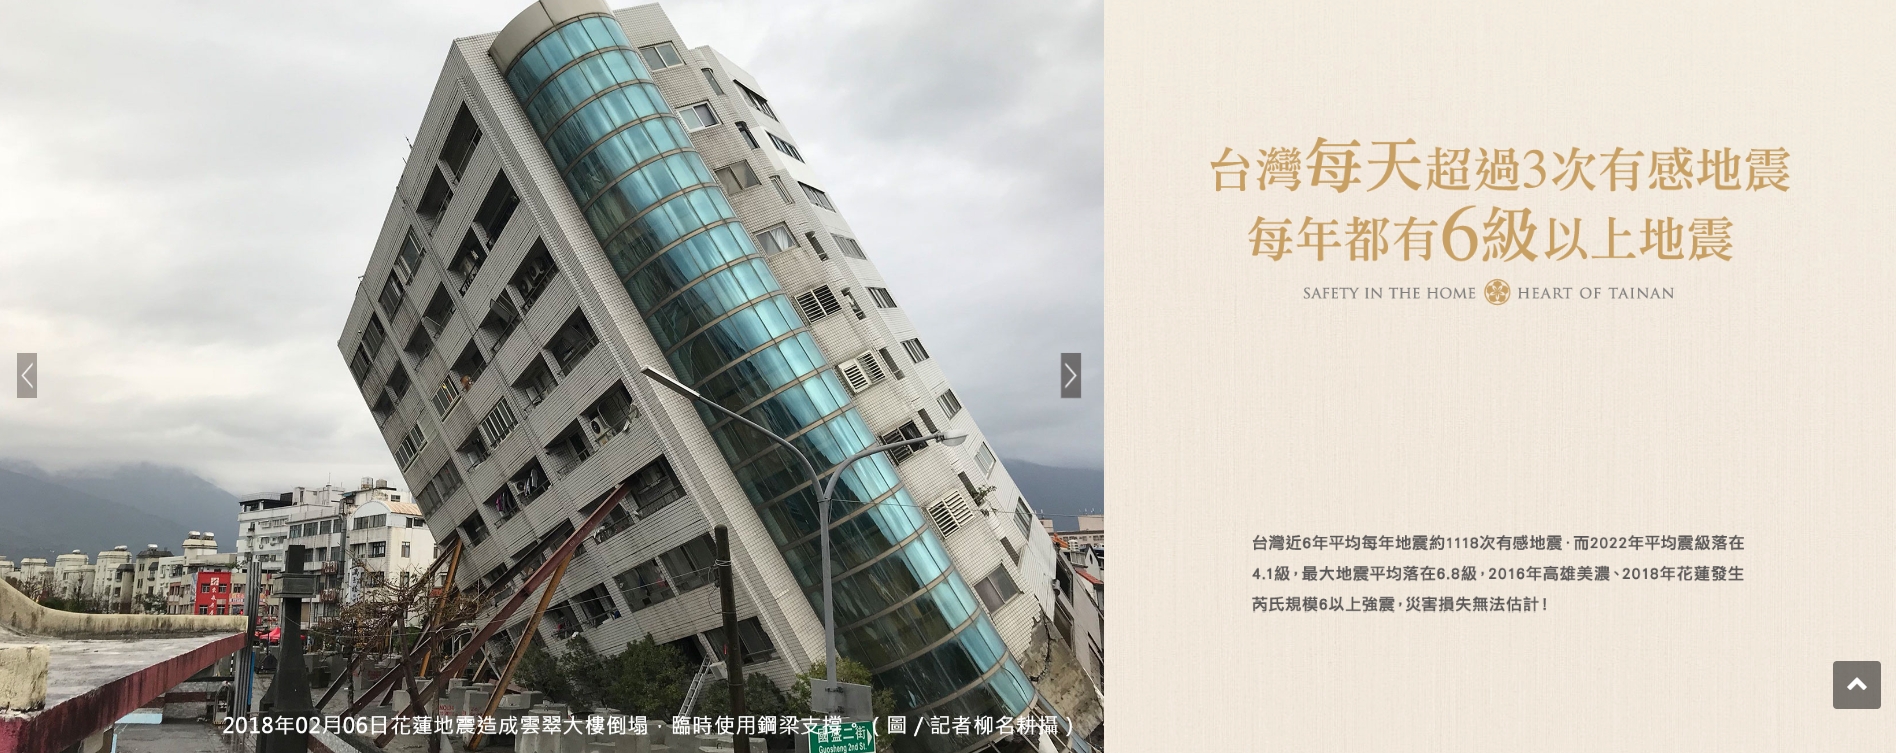 台灣每天超過3次有感地震
每年都有6級以上地震
SAFETY IN THE HOME HEART OF TAINAN
台灣近6年平均每年地震約1118次有感地震，而2022年平均震級落在
4.1級，最大地震平均落在6.8級，2016年高雄美濃、2018年花蓮發生
芮氏規模6以上強震，災害損失無法估計！
2018年02月06日花蓮地震造成雲翠大樓倒塌，臨時使用鋼梁支撐。( 圖 / 記者柳名耕攝 )
國盛二街
Guosheng 2nd St.